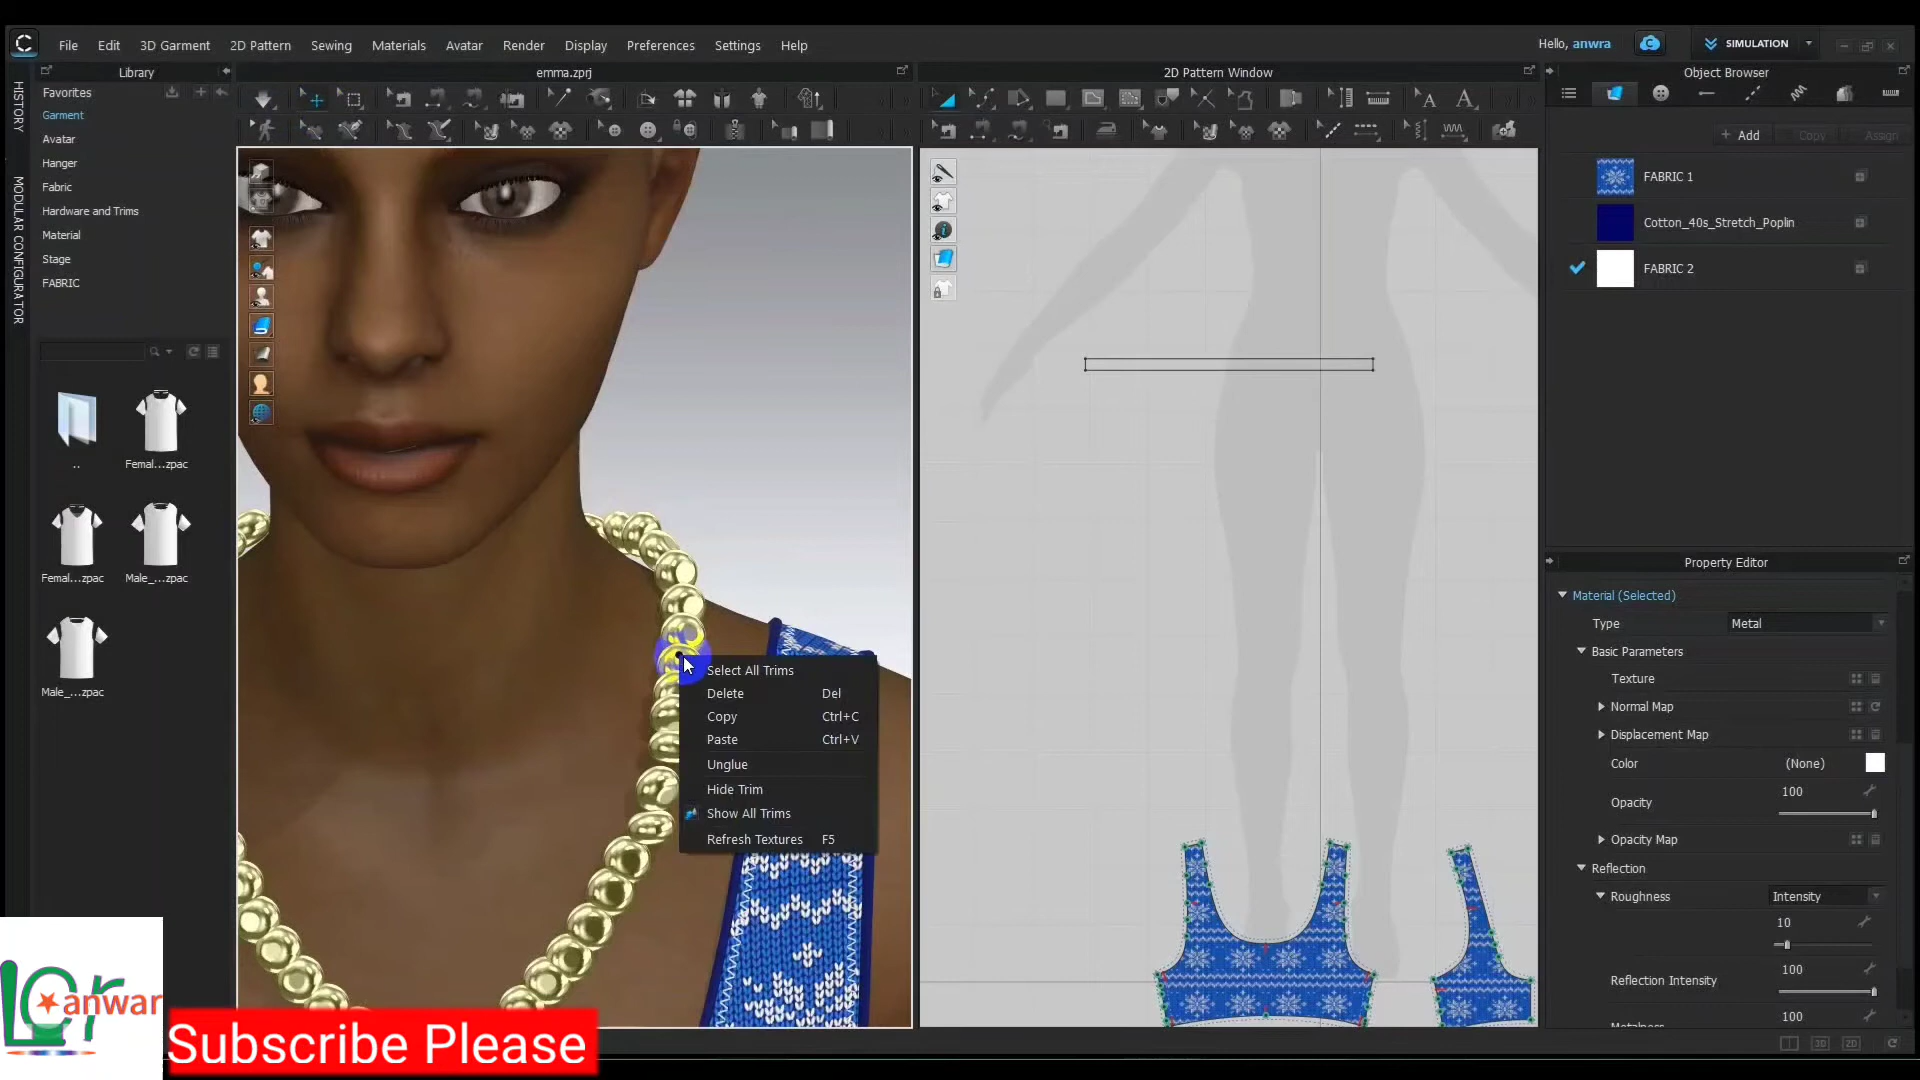 File Edit 3D Garment 2D Pattern Sewing Materials Avatar Render Display Preferences Settings Help
Hello, anwra
SIMULATION
HISTORY
MODULAR CONFIGURATOR
Library
Favorites
Garment
Avatar
Hanger
Fabric
Hardware and Trims
Material
Stage
FABRIC
..
Femal...zpac
Femal...zpac
Male_...zpac
Male_...zpac
emma.zprj
Select All Trims
Delete Del
Copy Ctrl+C
Paste Ctrl+V
Unglue
Hide Trim
Show All Trims
Refresh Textures F5
2D Pattern Window
Object Browser
+ Add Copy Assign
FABRIC 1
Cotton_40s_Stretch_Poplin
FABRIC 2
Property Editor
Material (Selected)
Type Metal
Basic Parameters
Texture
Normal Map
Displacement Map
Color (None)
Opacity 100
Opacity Map
Reflection
Roughness Intensity
10
Reflection Intensity 100
Metalness 100
3D 2D
anwar
Subscribe Please